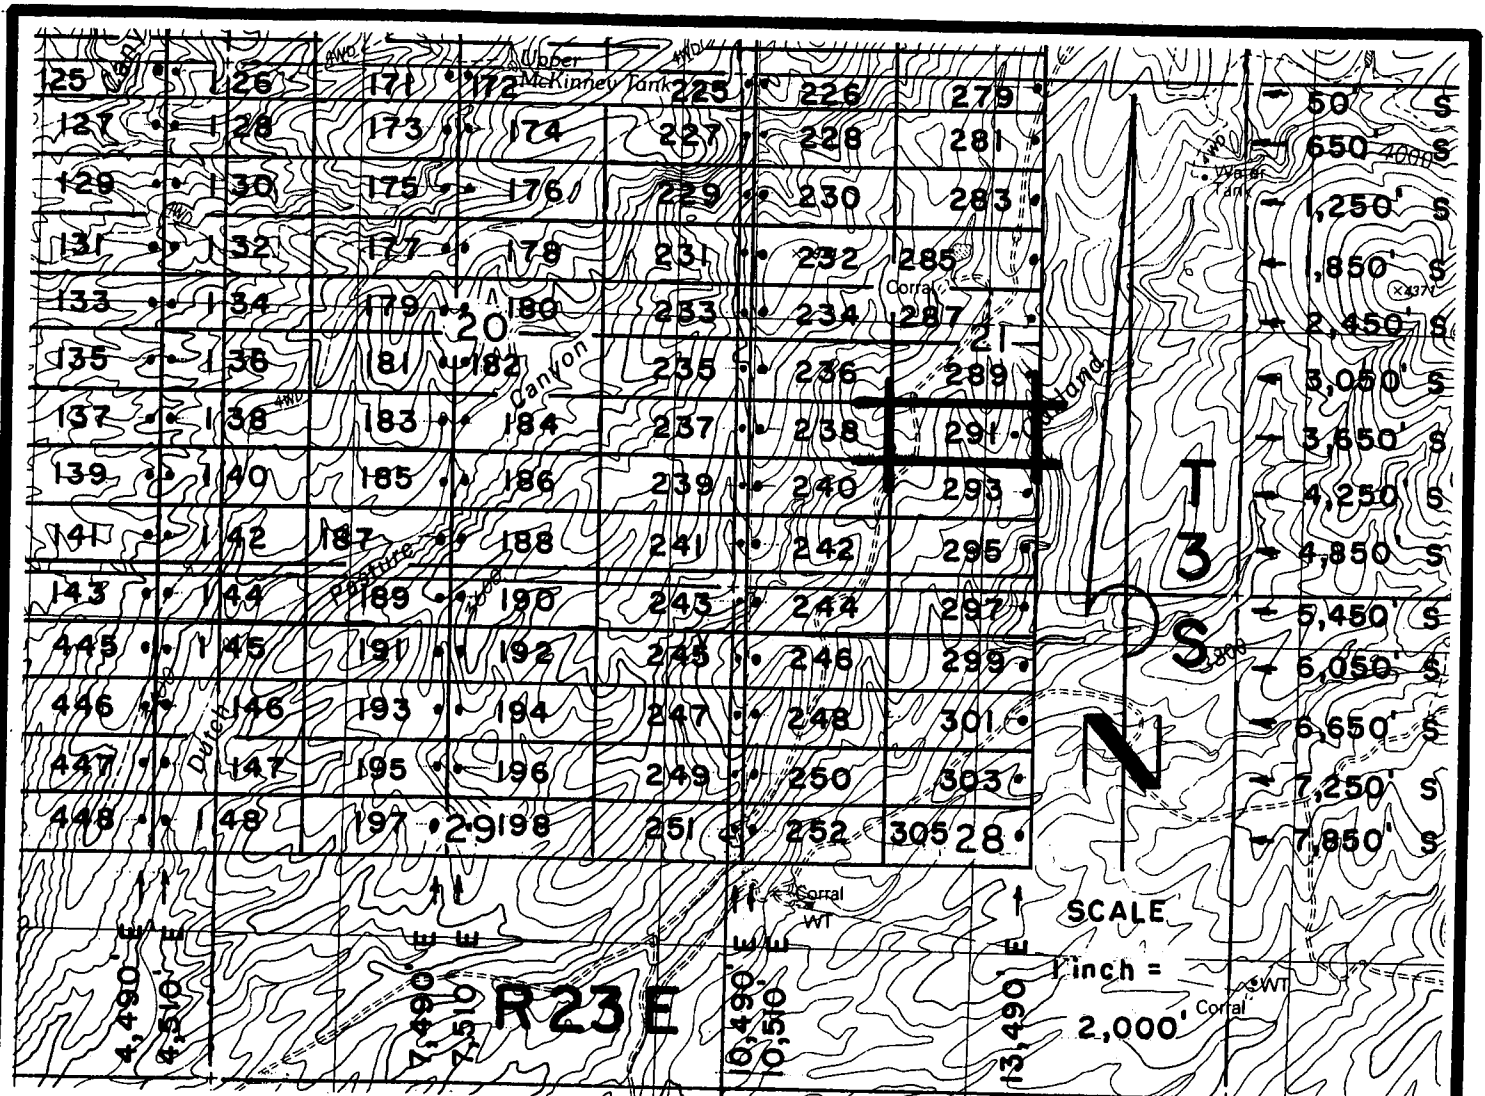 Upper
4WD 4WD
125 126 171 172 McKinney Tank 225 226 279 50' S
127 128 173 174 227 228 281 650' S
4WD 4000
Water
Tank
129 130 175 176 229 230 283 1,250' S
4WD
131 132 177 178 231 232 285 1,850' S
Corral
×4371
133 134 179 180 233 234 287 2,450' S
20 21
135 136 181 182 235 236 289 3,050' S
Canyon
4WD
137 138 183 184 237 238 291 3,650' S
139 140 185 186 239 240 293 T 4,250' S
141 142 187 188 241 242 295 3 4,850' S
Pasture
143 144 189 190 243 244 297 5,450' S
445 145 191 192 245 246 299 S 6,050' S
446 146 193 194 247 248 301 6,650' S
Dutch N
447 147 195 196 249 250 303 7,250' S
448 148 197 29 198 251 252 305 28 7,850' S
Corral
WT
SCALE
1 inch =
2,000'
WT
Corral
4,490' E
4,510' E
7,490' E
7,510' E
R 23 E
10,490' E
10,510' E
13,490' E